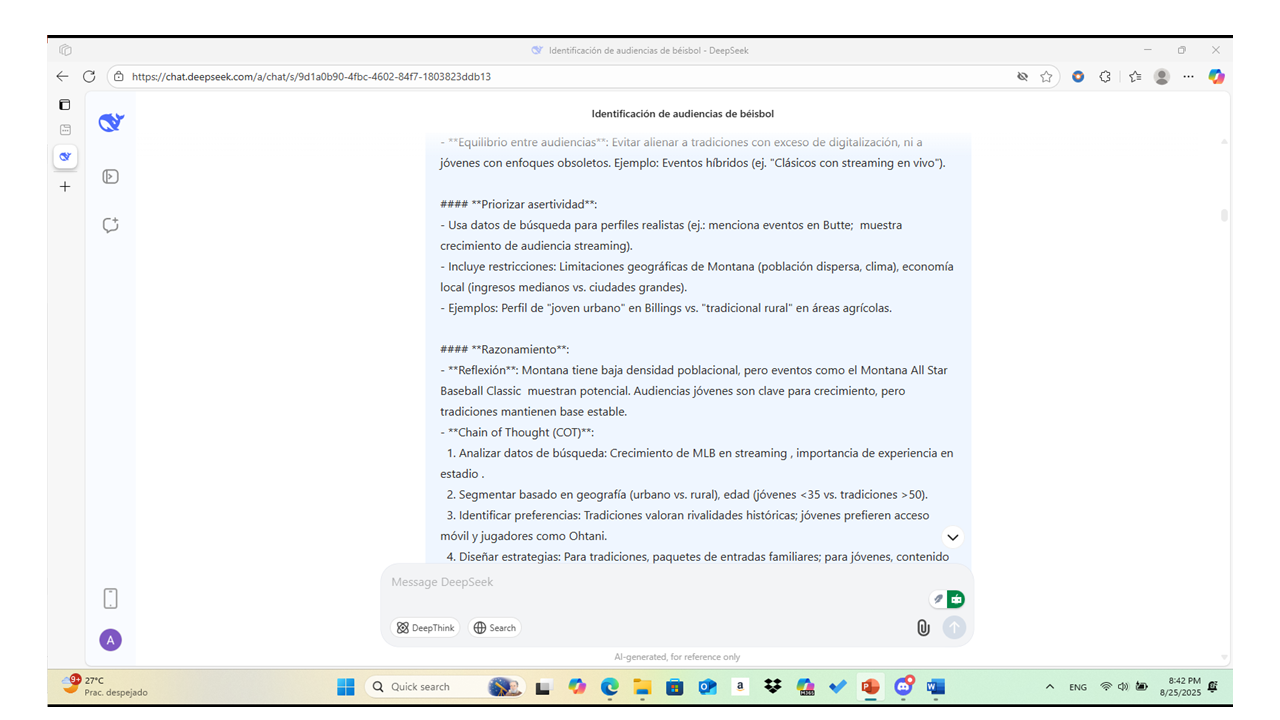 Identificación de audiencias de béisbol - DeepSeek
https://chat.deepseek.com/a/chat/s/9d1a0b90-4fbc-4602-84f7-1803823ddb13
Identificación de audiencias de béisbol
- **Equilibrio entre audiencias**: Evitar alienar a tradiciones con exceso de digitalización, ni a
jóvenes con enfoques obsoletos. Ejemplo: Eventos híbridos (ej. "Clásicos con streaming en vivo").
#### **Priorizar asertividad**:
- Usa datos de búsqueda para perfiles realistas (ej.: menciona eventos en Butte;  muestra
crecimiento de audiencia streaming).
- Incluye restricciones: Limitaciones geográficas de Montana (población dispersa, clima), economía
local (ingresos medianos vs. ciudades grandes).
- Ejemplos: Perfil de "joven urbano" en Billings vs. "tradicional rural" en áreas agrícolas.
#### **Razonamiento**:
- **Reflexión**: Montana tiene baja densidad poblacional, pero eventos como el Montana All Star
Baseball Classic  muestran potencial. Audiencias jóvenes son clave para crecimiento, pero
tradiciones mantienen base estable.
- **Chain of Thought (COT)**:
1. Analizar datos de búsqueda: Crecimiento de MLB en streaming , importancia de experiencia en
estadio .
2. Segmentar basado en geografía (urbano vs. rural), edad (jóvenes <35 vs. tradiciones >50).
3. Identificar preferencias: Tradiciones valoran rivalidades históricas; jóvenes prefieren acceso
móvil y jugadores como Ohtani.
4. Diseñar estrategias: Para tradiciones, paquetes de entradas familiares; para jóvenes, contenido
Message DeepSeek
DeepThink
Search
A
AI-generated, for reference only
9+
27°C
Prac. despejado
Quick search
a
M365
ENG
8:42 PM
8/25/2025